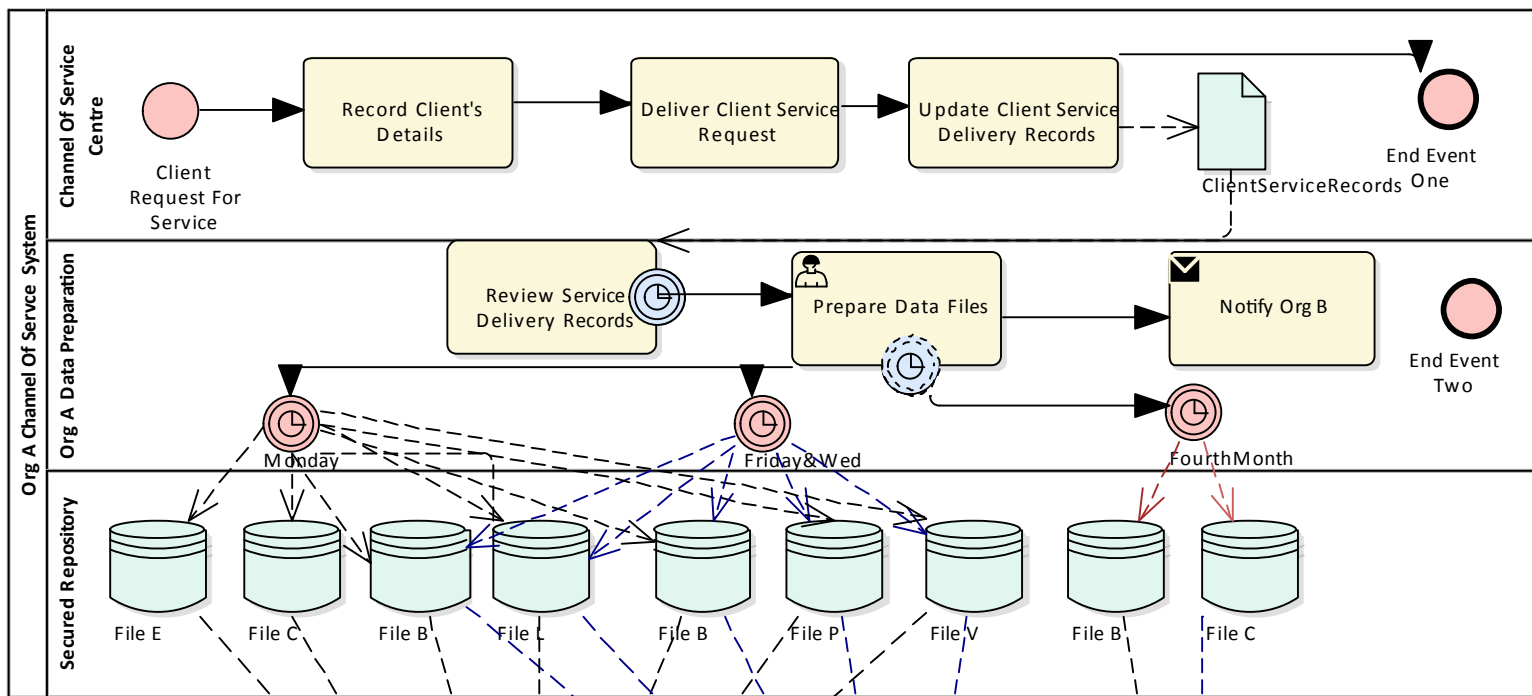 Org A Channel Of Servce System
Channel Of Service
Centre
Record Client's
Details
Deliver Client Service
Request
Update Client Service
Delivery Records
Client
Request For
Service
ClientServiceRecords
End Event
One
Org A Data Preparation
Review Service
Delivery Records
Prepare Data Files
Notify Org B
End Event
Two
Monday
Friday&Wed
FourthMonth
Secured Repository
File E
File C
File B
File L
File B
File P
File V
File B
File C